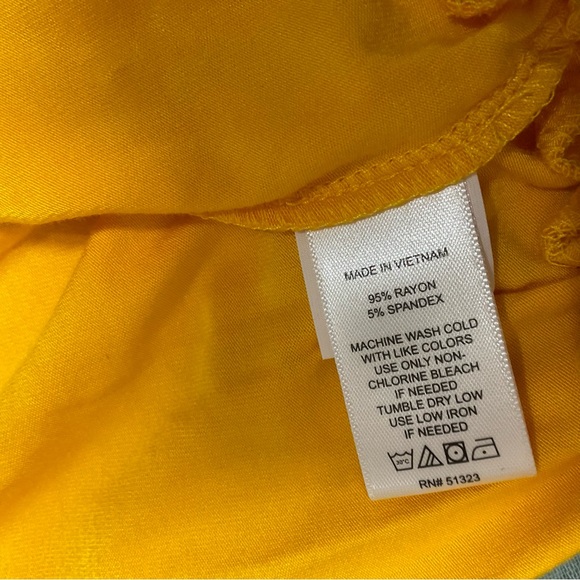 MADE IN VIETNAM
95% RAYON
5% SPANDEX
MACHINE WASH COLD
WITH LIKE COLORS
USE ONLY NON-
CHLORINE BLEACH
IF NEEDED
TUMBLE DRY LOW
USE LOW IRON
IF NEEDED
30°C
RN# 51323